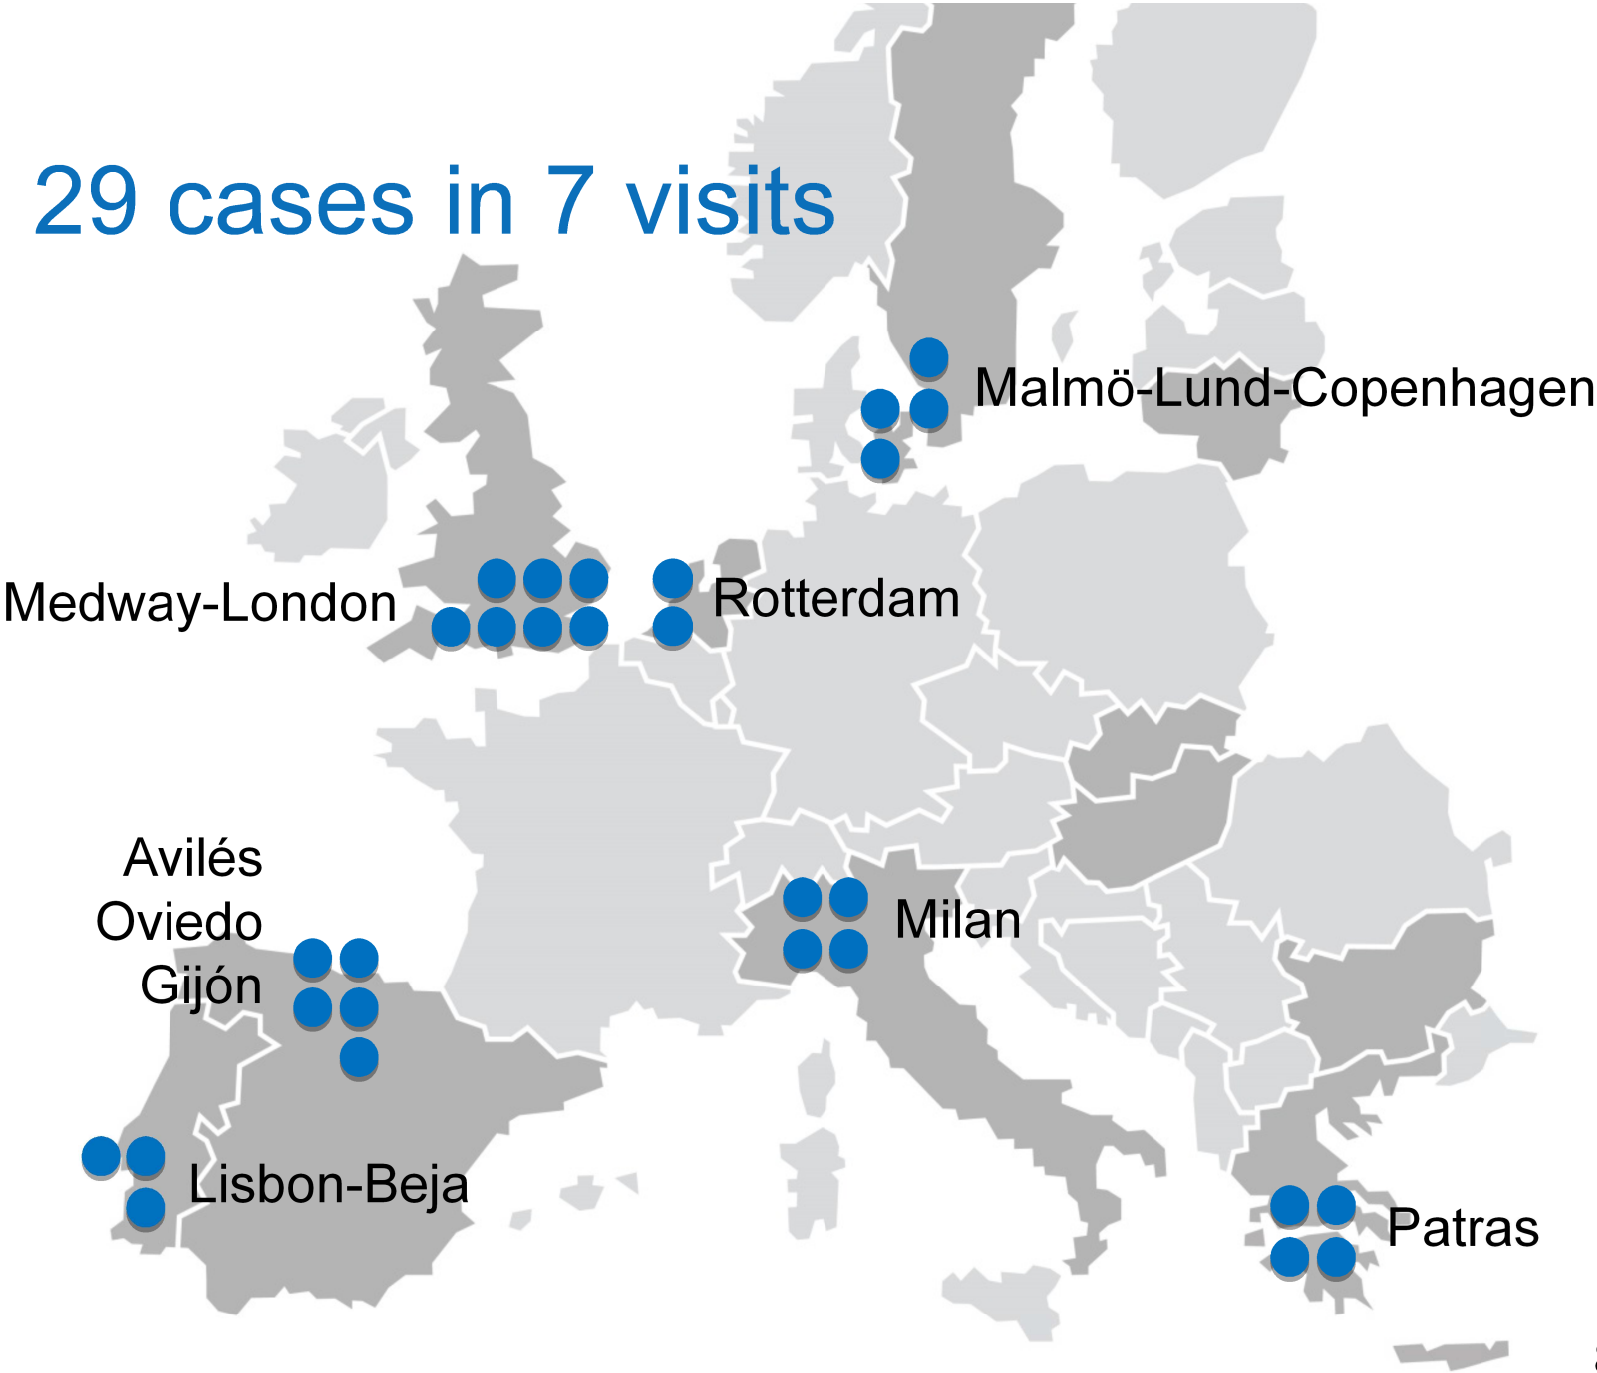 29 cases in 7 visits
Malmö-Lund-Copenhagen
Medway-London
Rotterdam
Avilés
Oviedo
Gijón
Milan
Lisbon-Beja
Patras